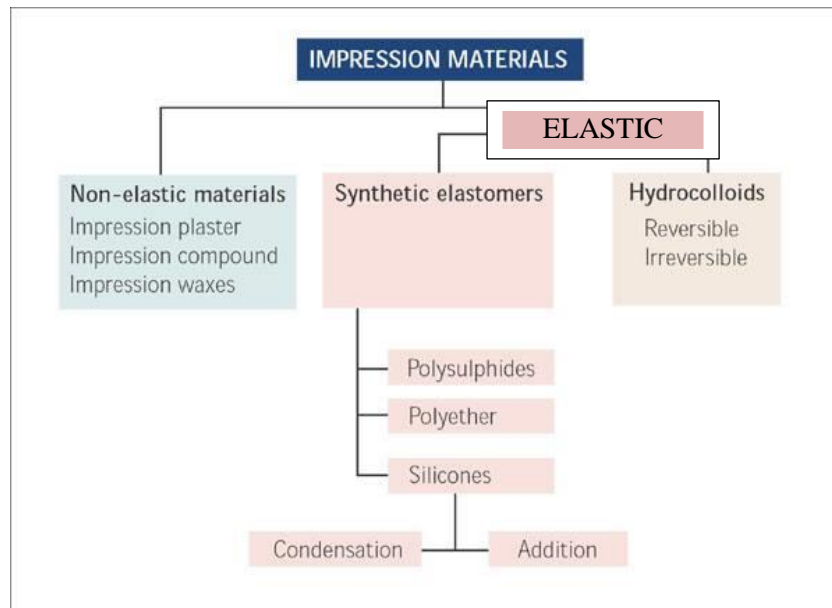 IMPRESSION MATERIALS
ELASTIC
Non-elastic materials
Impression plaster
Impression compound
Impression waxes
Synthetic elastomers
Hydrocolloids
Reversible
Irreversible
Polysulphides
Polyether
Silicones
Condensation
Addition